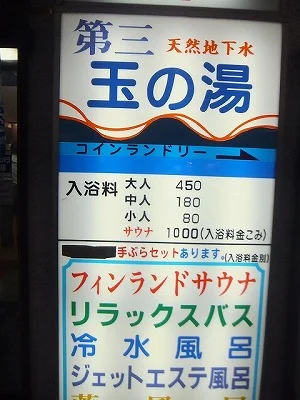 第三 天然地下水
玉の湯
コインランドリー
入浴料 大人 450
中人 180
小人 80
サウナ 1000(入浴料金こみ)
手ぶらセットあります。(入浴料金別)
フィンランドサウナ
リラックスバス
冷水風呂
ジェットエステ風呂